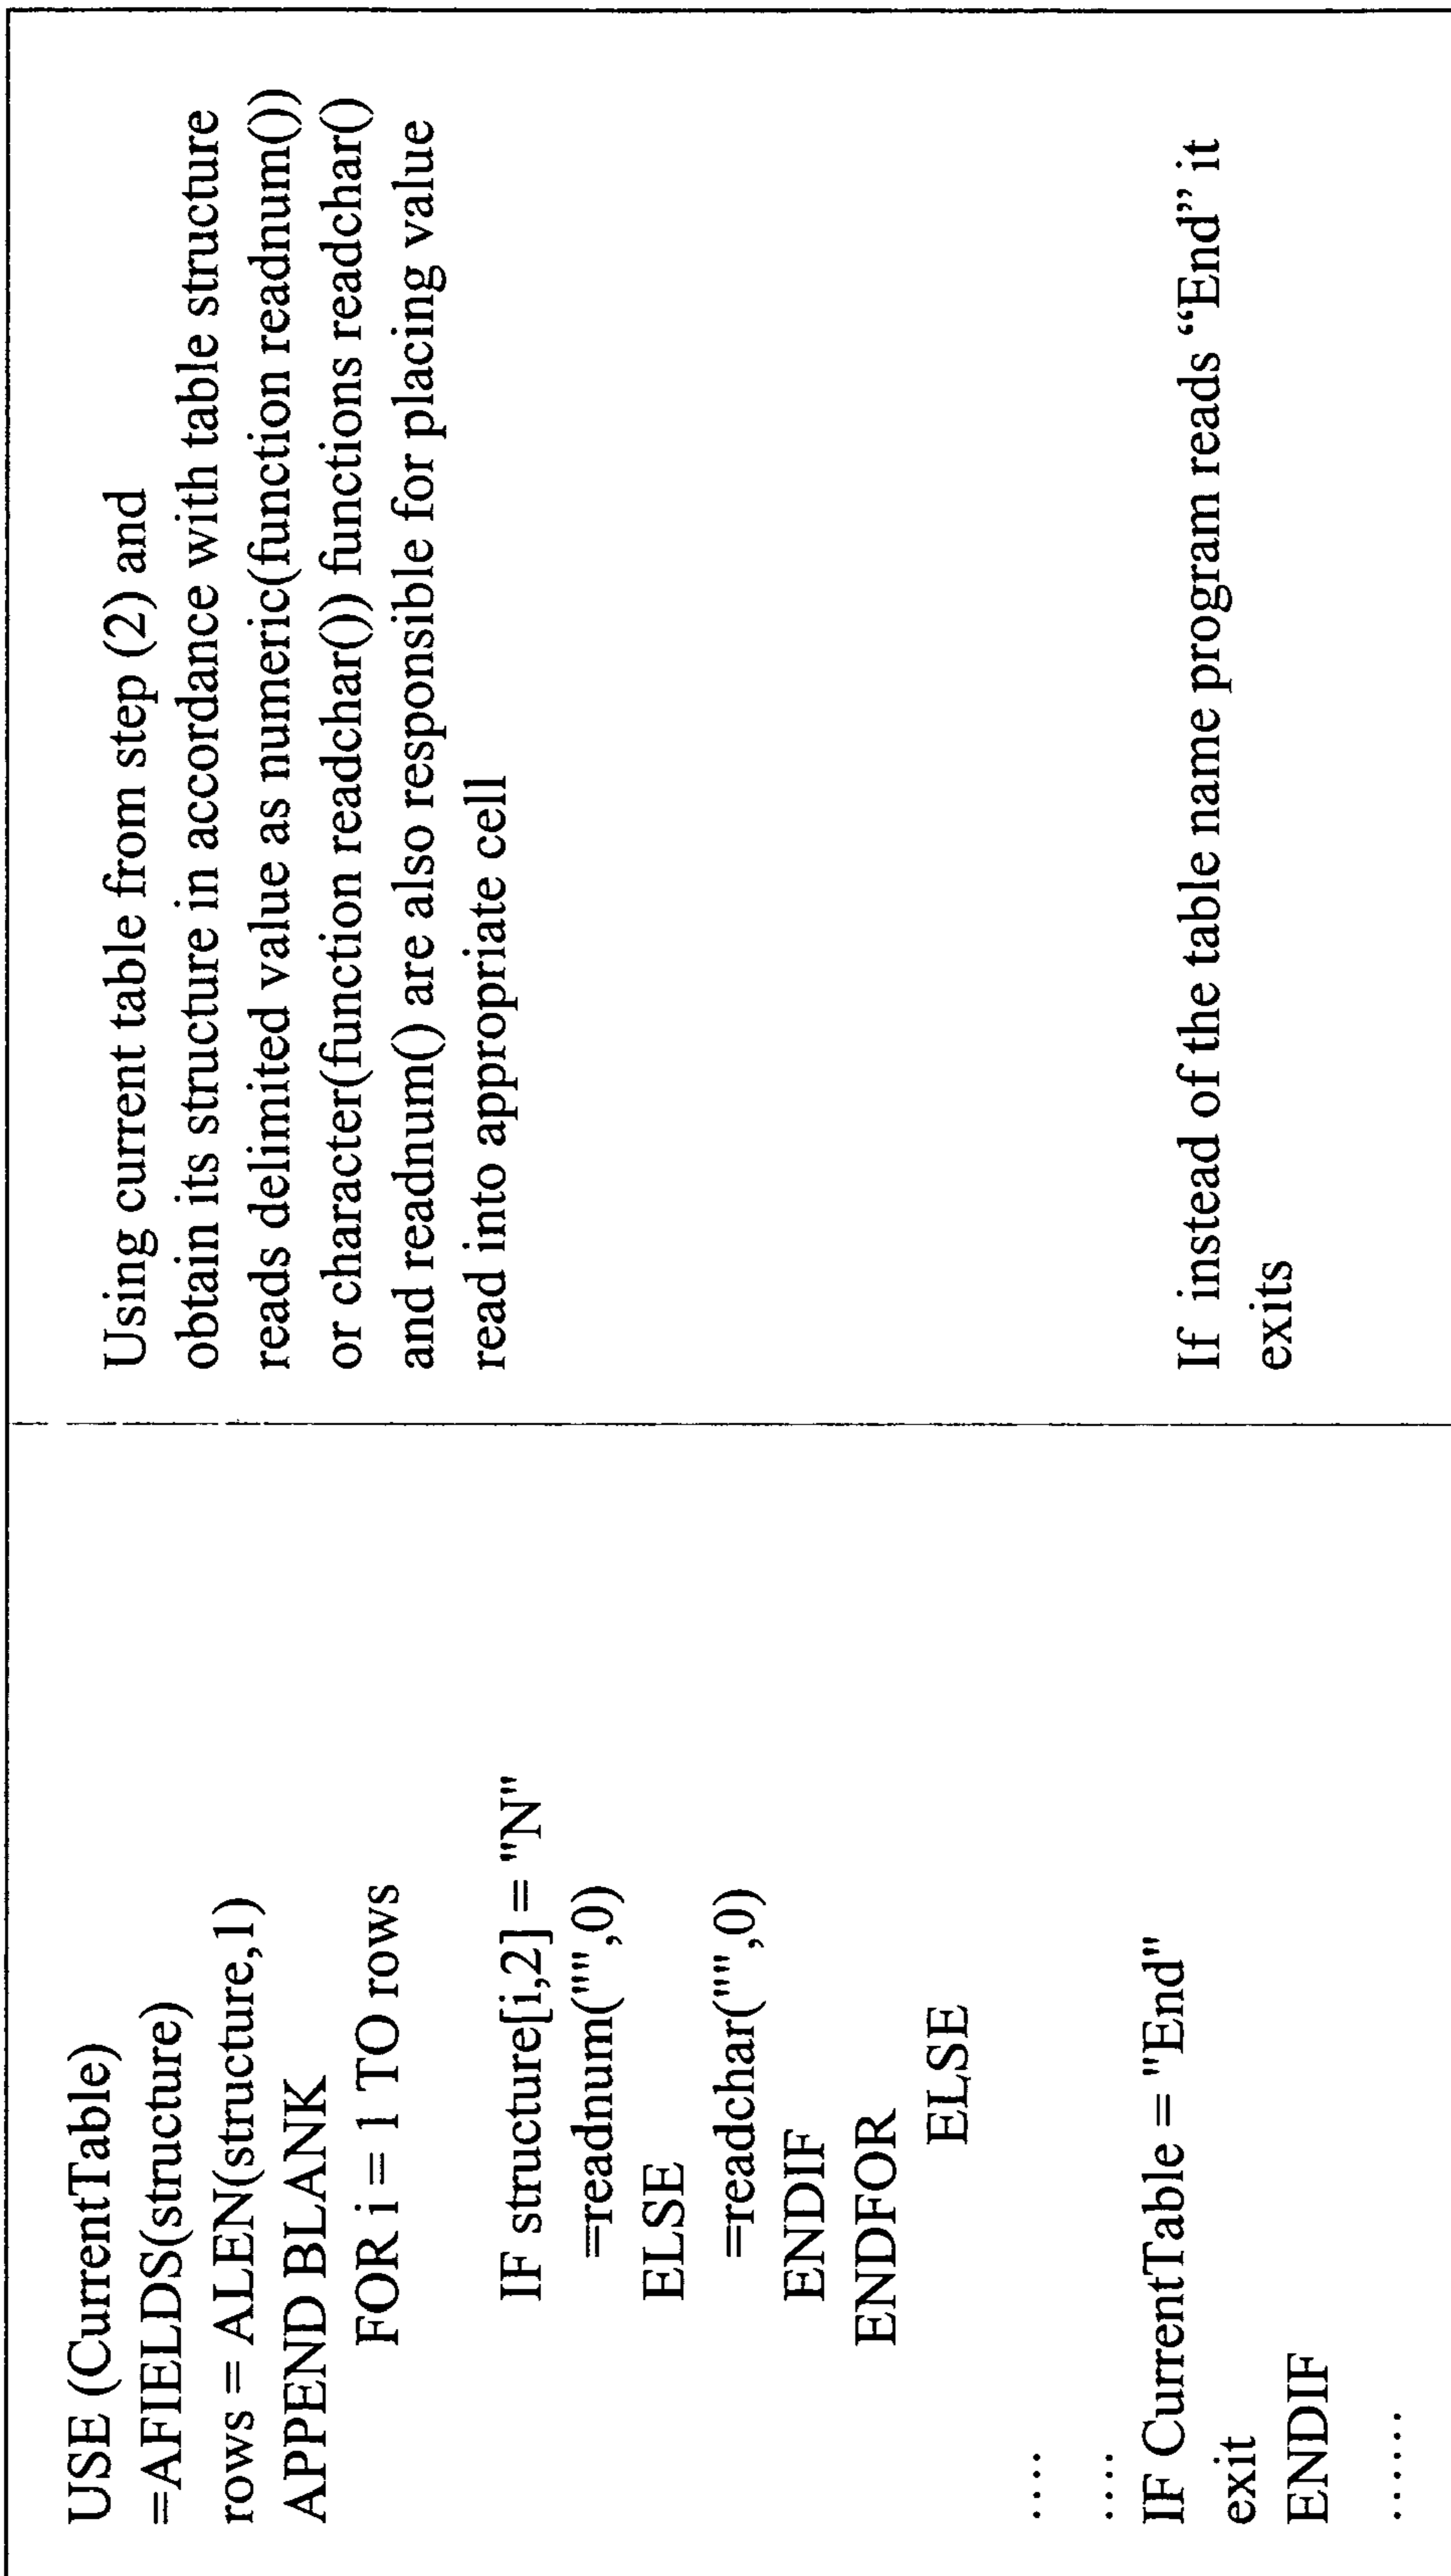 USE (CurrentTable)
=AFIELDS(structure)
rows = ALEN(structure,1)
APPEND BLANK
FOR i = 1 TO rows
IF structure[i,2] = "N"
=readnum("",0)
ELSE
=readchar("",0)
ENDIF
ENDFOR
ELSE
....
....
IF CurrentTable = "End"
exit
ENDIF
......
Using current table from step (2) and
obtain its structure in accordance with table structure
reads delimited value as numeric(function readnum())
or character(function readchar()) functions readchar()
and readnum() are also responsible for placing value
read into appropriate cell
If instead of the table name program reads “End” it
exits